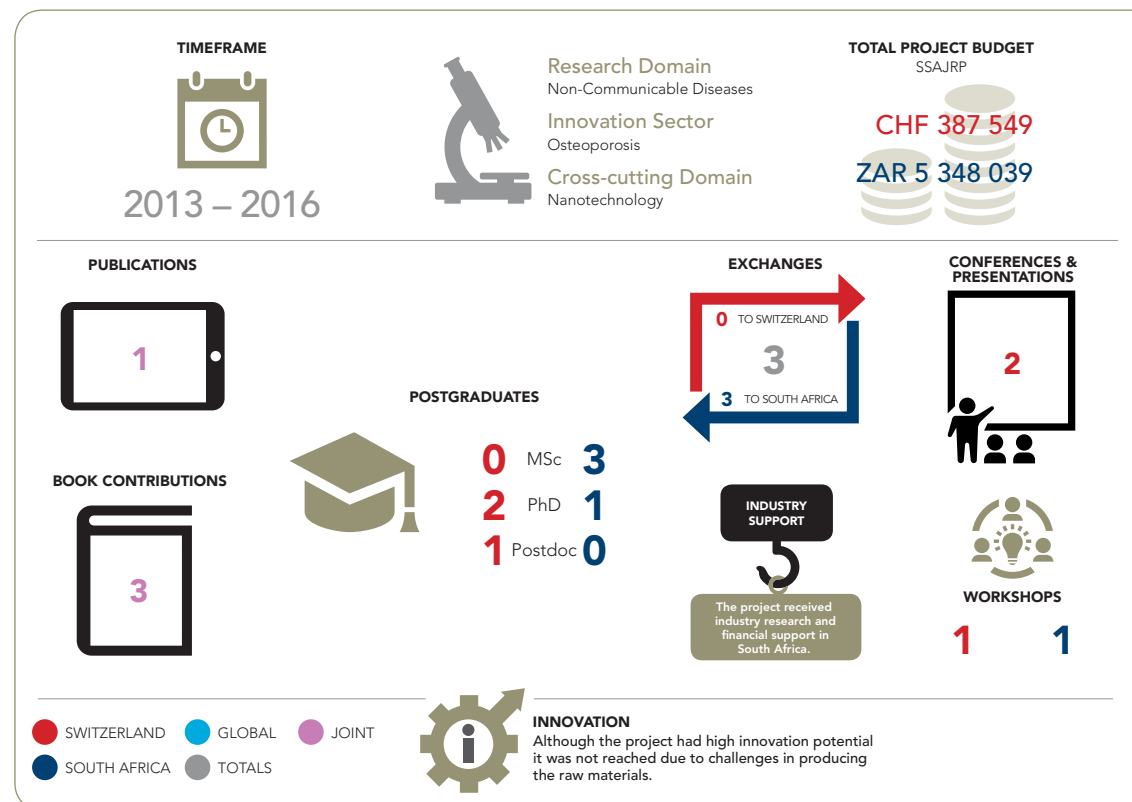 TIMEFRAME
2013 – 2016
Research Domain
Non-Communicable Diseases
Innovation Sector
Osteoporosis
Cross-cutting Domain
Nanotechnology
TOTAL PROJECT BUDGET
SSAJRP
CHF 387 549
ZAR 5 348 039
PUBLICATIONS
1
BOOK CONTRIBUTIONS
3
POSTGRADUATES
0 MSc 3
2 PhD 1
1 Postdoc 0
EXCHANGES
0 TO SWITZERLAND
3
3 TO SOUTH AFRICA
INDUSTRY
SUPPORT
The project received
industry research and
financial support in
South Africa.
CONFERENCES &
PRESENTATIONS
2
WORKSHOPS
1 1
SWITZERLAND GLOBAL JOINT
SOUTH AFRICA TOTALS
i
INNOVATION
Although the project had high innovation potential
it was not reached due to challenges in producing
the raw materials.